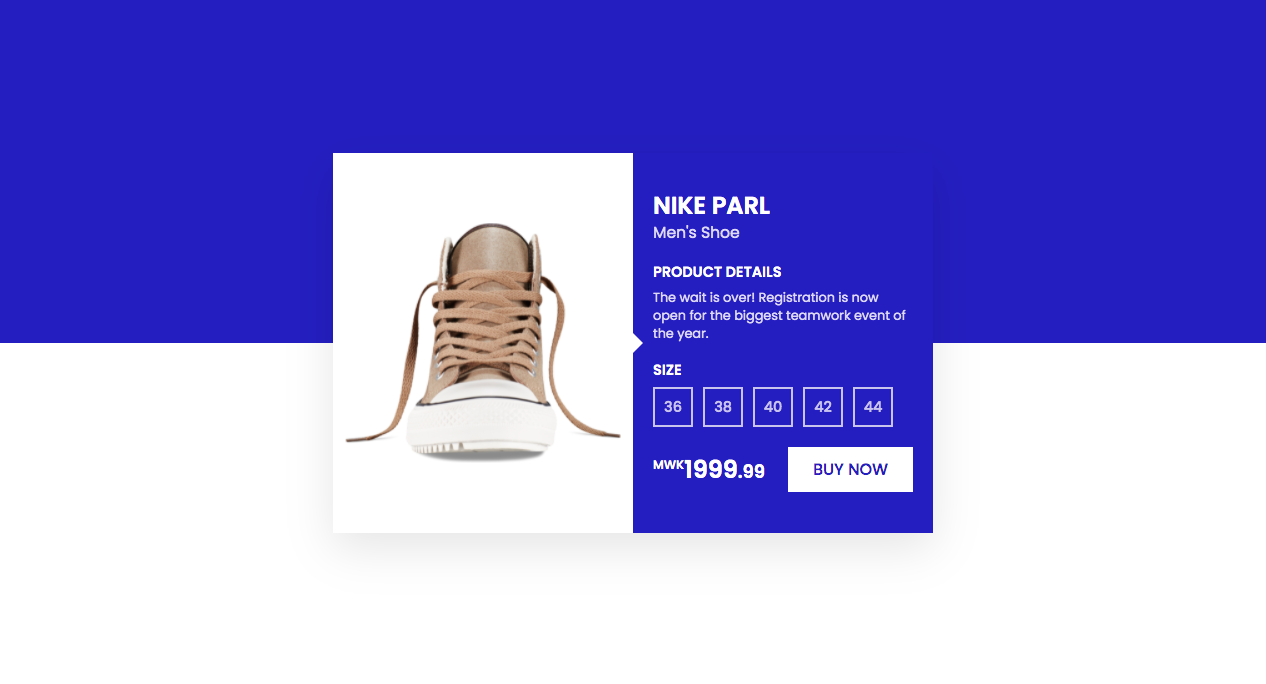 NIKE PARL
Men's Shoe
PRODUCT DETAILS
The wait is over! Registration is now
open for the biggest teamwork event of
the year.
SIZE
36 38 40 42 44
MWK1999.99 BUY NOW